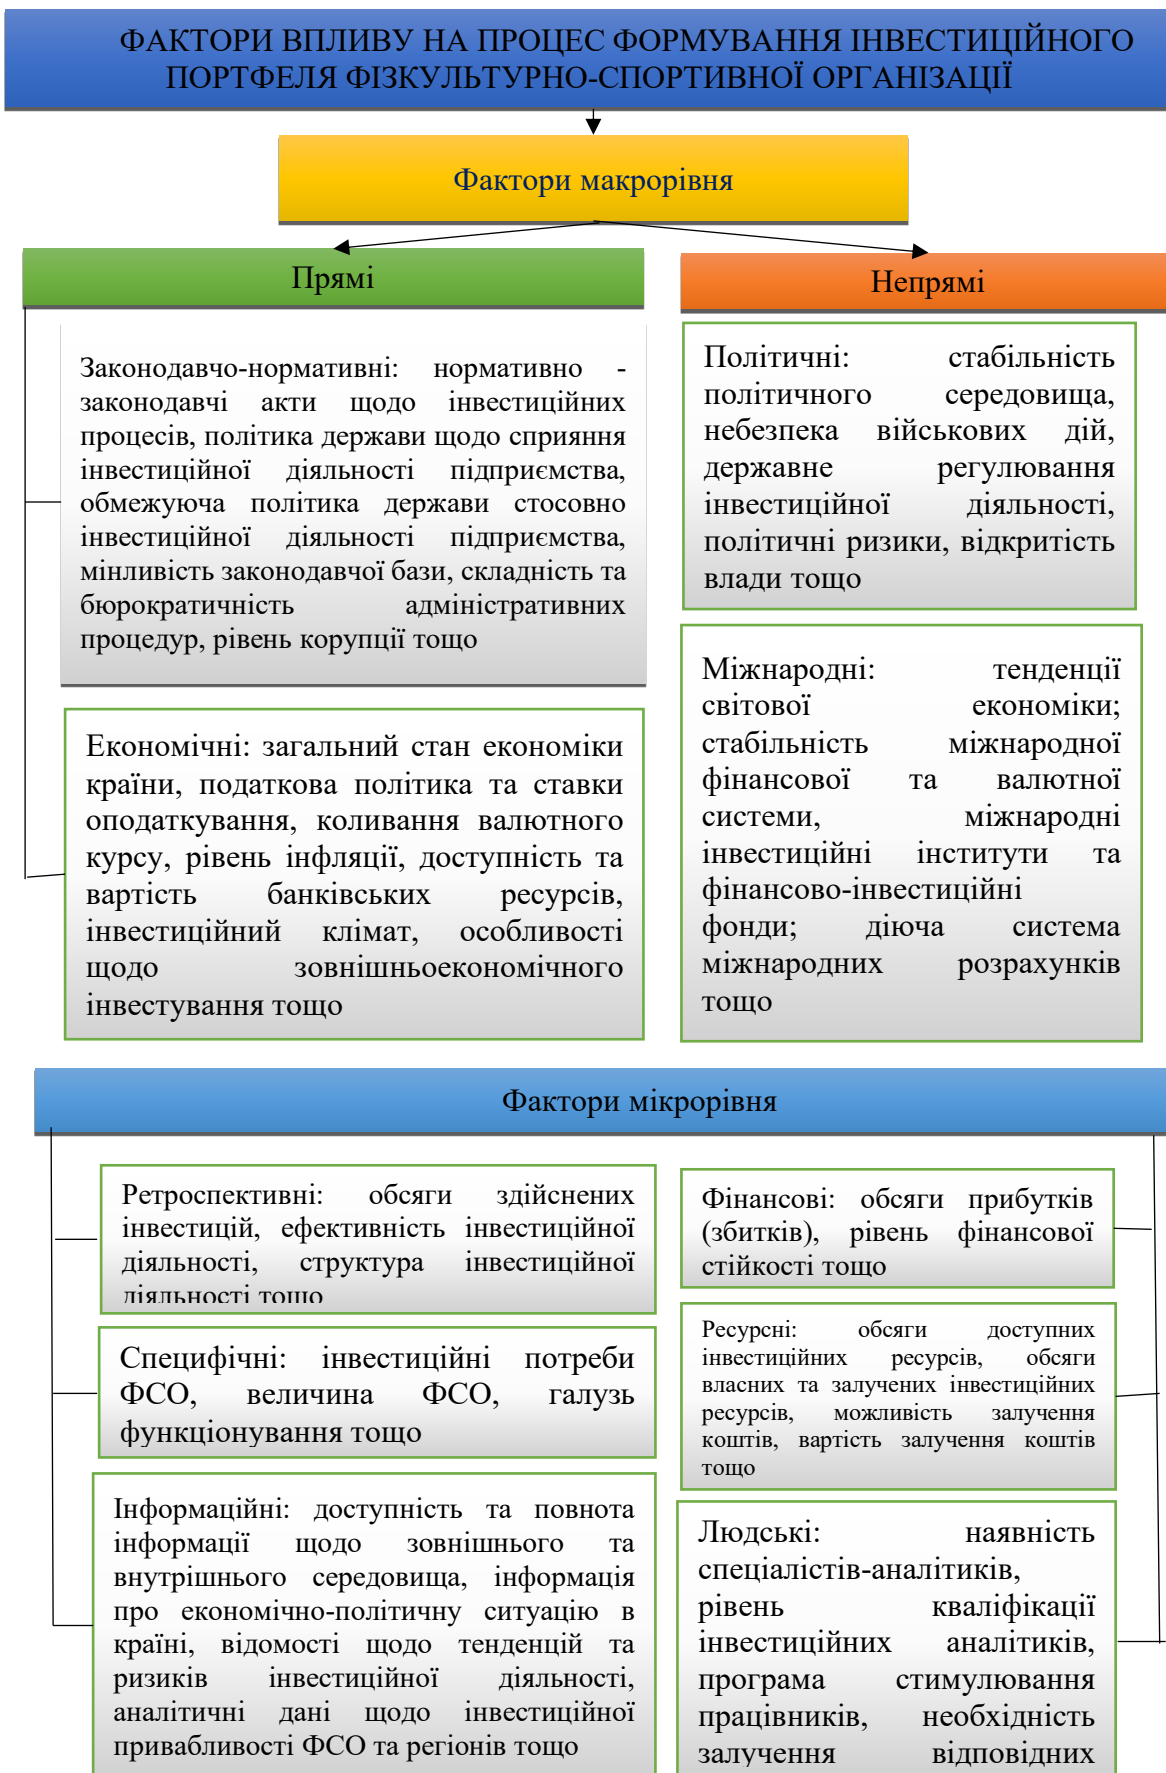 ФАКТОРИ ВПЛИВУ НА ПРОЦЕС ФОРМУВАННЯ ІНВЕСТИЦІЙНОГО
ПОРТФЕЛЯ ФІЗКУЛЬТУРНО-СПОРТИВНОЇ ОРГАНІЗАЦІЇ
Фактори макрорівня
Прямі
Законодавчо-нормативні: нормативно -
законодавчі акти щодо інвестиційних
процесів, політика держави щодо сприяння
інвестиційної діяльності підприємства,
обмежуюча політика держави стосовно
інвестиційної діяльності підприємства,
мінливість законодавчої бази, складність та
бюрократичність адміністративних
процедур, рівень корупції тощо
Економічні: загальний стан економіки
країни, податкова політика та ставки
оподаткування, коливання валютного
курсу, рівень інфляції, доступність та
вартість банківських ресурсів,
інвестиційний клімат, особливості
щодо зовнішньоекономічного
інвестування тощо
Непрямі
Політичні: стабільність
політичного середовища,
небезпека військових дій,
державне регулювання
інвестиційної діяльності,
політичні ризики, відкритість
влади тощо
Міжнародні: тенденції
світової економіки;
стабільність міжнародної
фінансової та валютної
системи, міжнародні
інвестиційні інститути та
фінансово-інвестиційні
фонди; діюча система
міжнародних розрахунків
тощо
Фактори мікрорівня
Ретроспективні: обсяги здійснених
інвестицій, ефективність інвестиційної
діяльності, структура інвестиційної
діяльності тощо
Специфічні: інвестиційні потреби
ФСО, величина ФСО, галузь
функціонування тощо
Інформаційні: доступність та повнота
інформації щодо зовнішнього та
внутрішнього середовища, інформація
про економічно-політичну ситуацію в
країні, відомості щодо тенденцій та
ризиків інвестиційної діяльності,
аналітичні дані щодо інвестиційної
привабливості ФСО та регіонів тощо
Фінансові: обсяги прибутків
(збитків), рівень фінансової
стійкості тощо
Ресурсні: обсяги доступних
інвестиційних ресурсів, обсяги
власних та залучених інвестиційних
ресурсів, можливість залучення
коштів, вартість залучення коштів
тощо
Людські: наявність
спеціалістів-аналітиків,
рівень кваліфікації
інвестиційних аналітиків,
програма стимулювання
працівників, необхідність
залучення відповідних